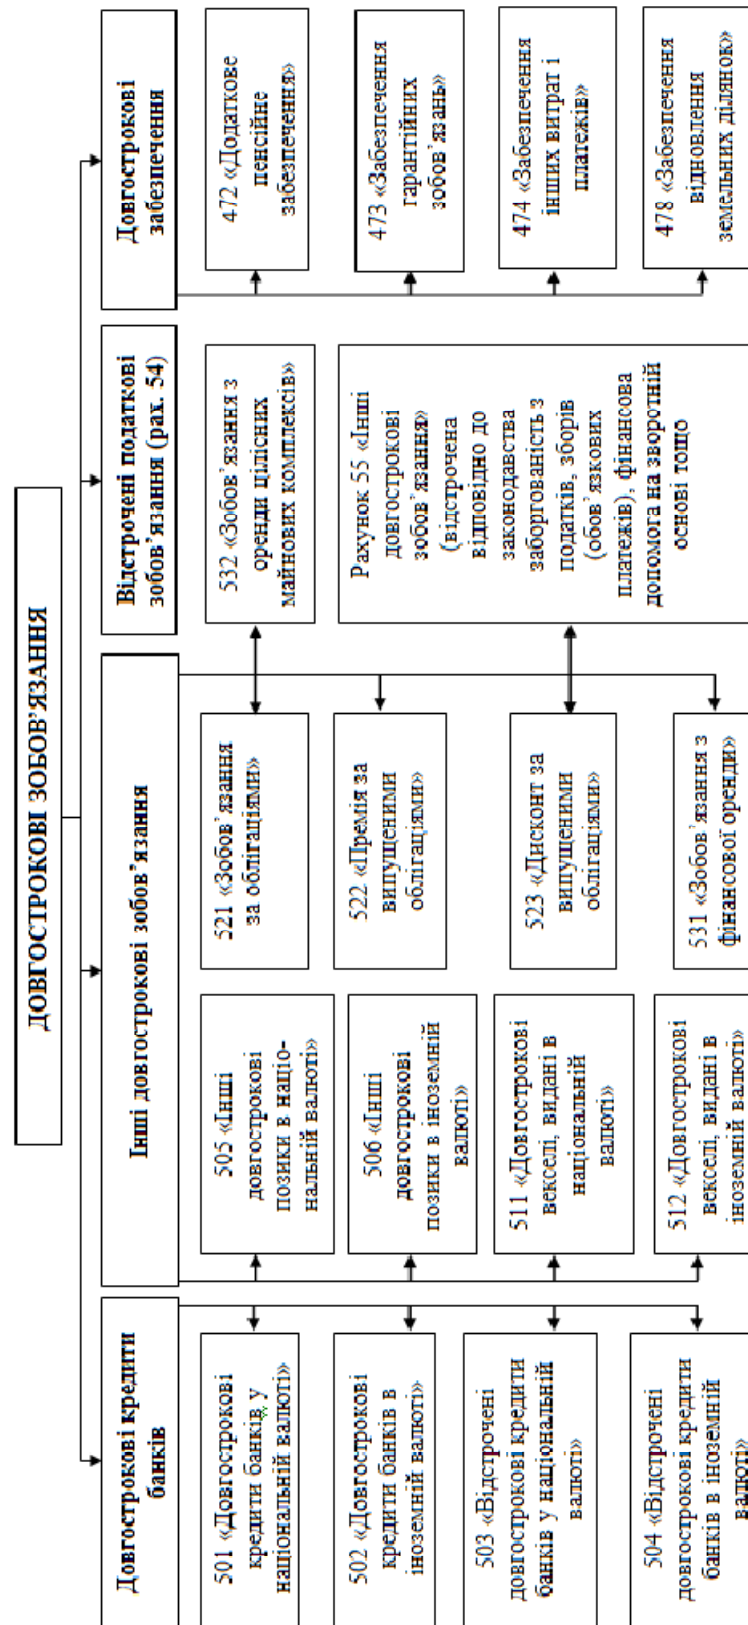 ДОВГОСТРОКОВІ ЗОБОВ’ЯЗАННЯ
Довгострокові кредити
банків
Інші довгострокові зобов’язання
Відстрочені податкові
зобов’язання (рах. 54)
Довгострокові
забезпечення
501 «Довгострокові
кредити банків у
національній валюті»
502 «Довгострокові
кредити банків в
іноземній валюті»
503 «Відстрочені
довгострокові кредити
банків у національній
валюті»
504 «Відстрочені
довгострокові кредити
банків в іноземній
валюті»
505 «Інші
довгострокові
позики в націо-
нальній валюті»
506 «Інші
довгострокові
позики в іноземній
валюті»
511 «Довгострокові
векселі, видані в
національній
валюті»
512 «Довгострокові
векселі, видані в
іноземній валюті»
521 «Зобов’язання
за облігаціями»
522 «Премія за
випущеними
облігаціями»
523 «Дисконт за
випущеними
облігаціями»
531 «Зобов’язання з
фінансової оренди»
532 «Зобов’язання з
оренди цілісних
майнових комплексів»
Рахунок 55 «Інші
довгострокові
зобов’язання»
(відстрочена
відповідно до
законодавства
заборгованість з
податків, зборів
(обов’язкових
платежів), фінансова
допомога на зворотній
основі тощо
472 «Додаткове
пенсійне
забезпечення»
473 «Забезпечення
гарантійних
зобов’язань»
474 «Забезпечення
інших витрат і
платежів»
478 «Забезпечення
відновлення
земельних ділянок»